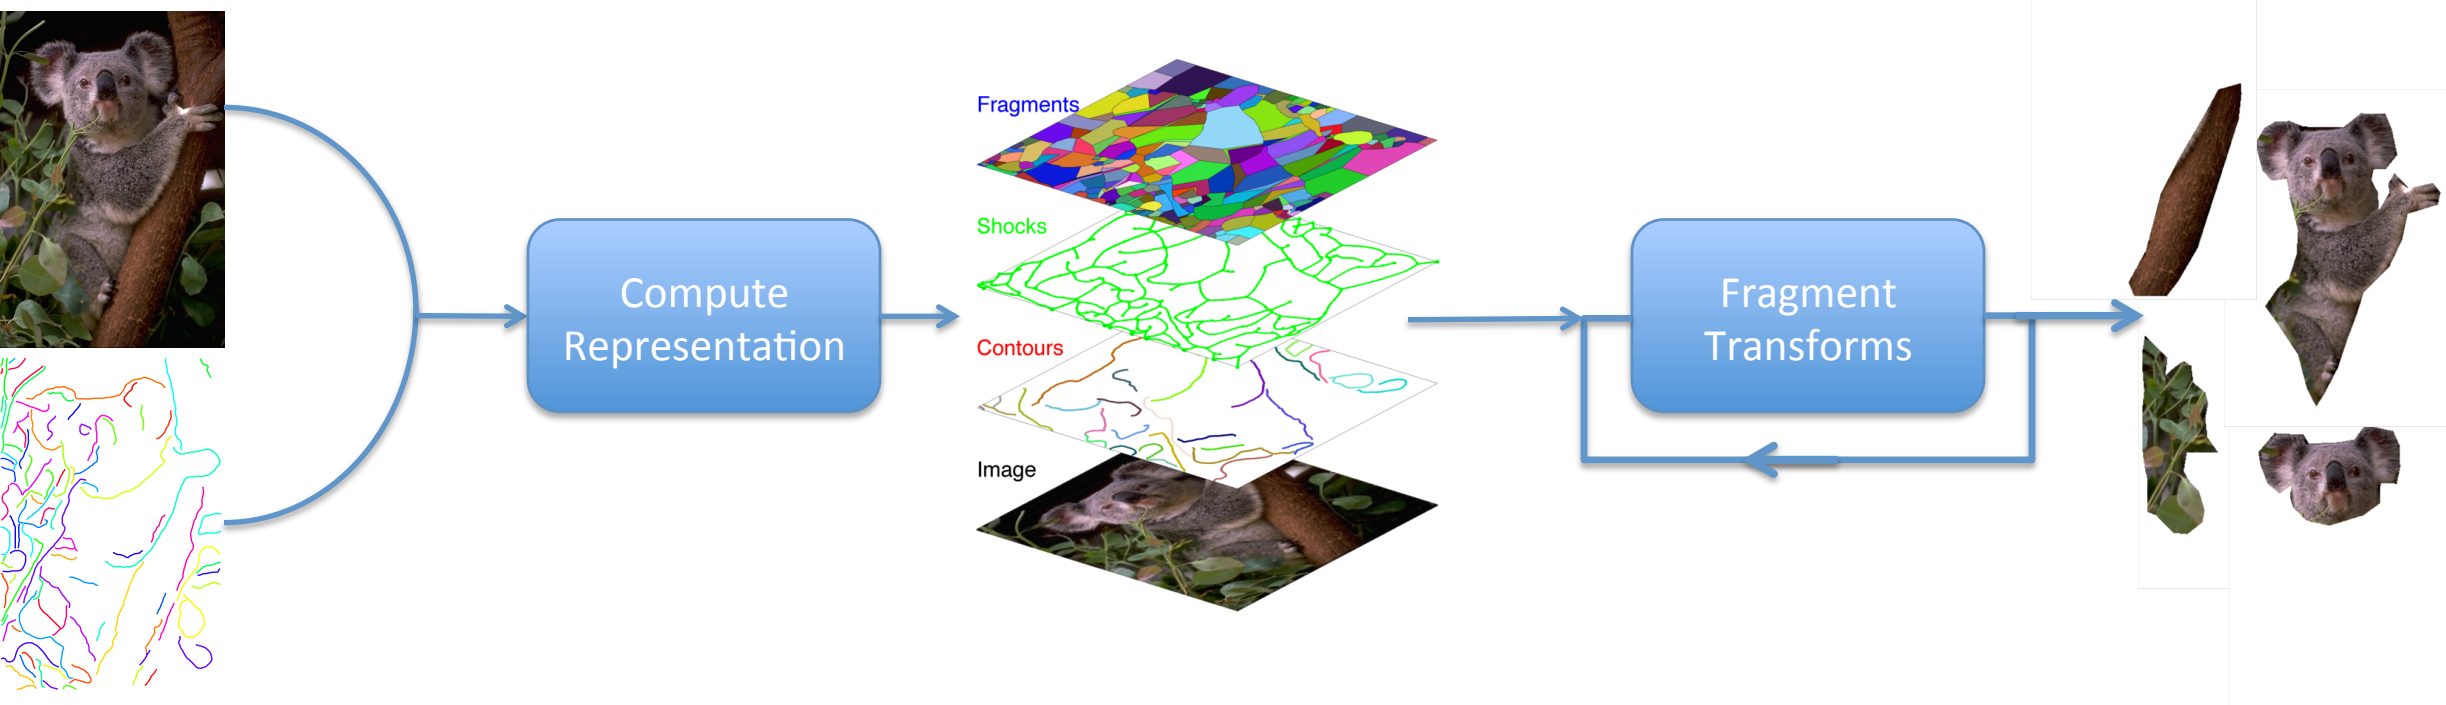 Compute
Representation
Fragments
Shocks
Contours
Image
Fragment
Transforms